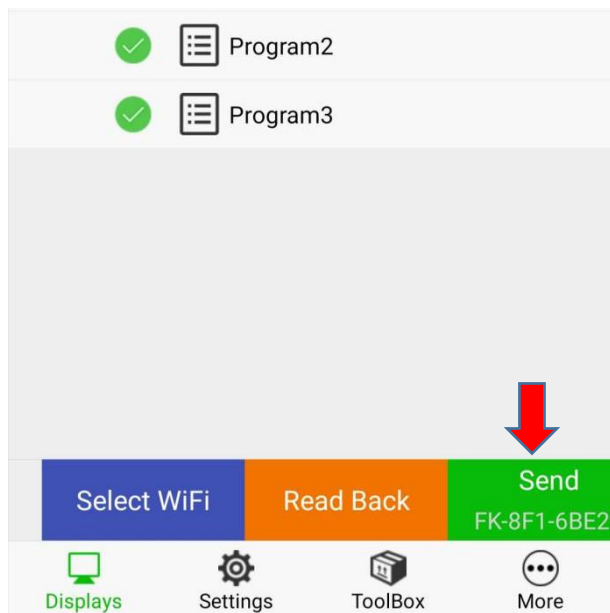 Program2
Program3
Select WiFi
Read Back
Send
FK-8F1-6BE2
Displays
Settings
ToolBox
More